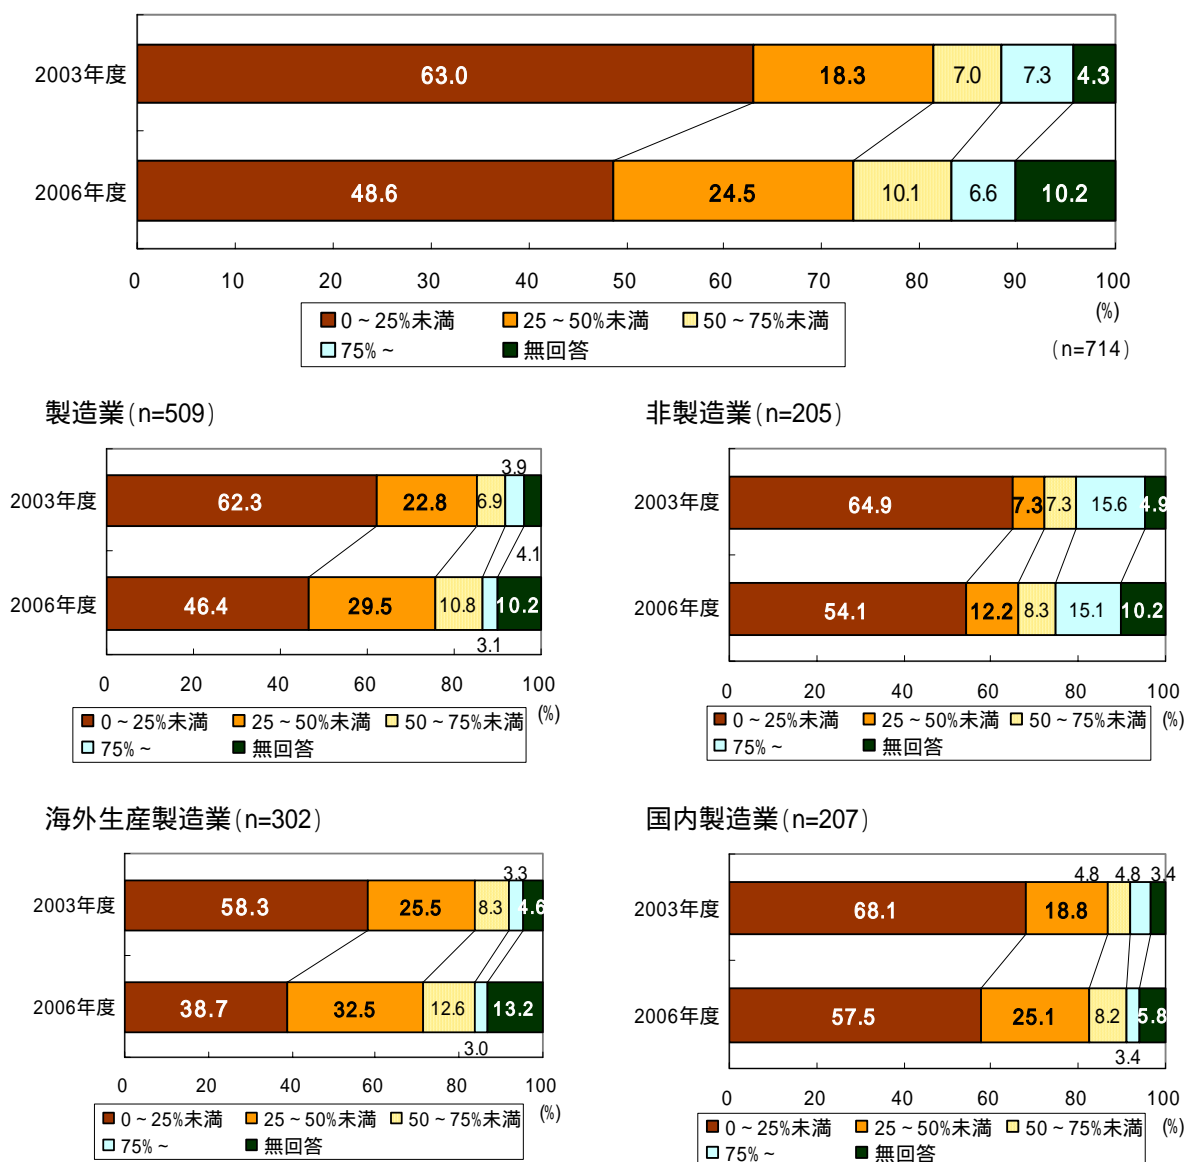 2003年度 63.0 18.3 7.0 7.3 4.3
2006年度 48.6 24.5 10.1 6.6 10.2
0 10 20 30 40 50 60 70 80 90 100
(%)
0～25%未満 25～50%未満 50～75%未満
75%～ 無回答
(n=714)
製造業(n=509)
3.9
2003年度 62.3 22.8 6.9
4.1
2006年度 46.4 29.5 10.8 10.2
3.1
0 20 40 60 80 100
(%)
0～25%未満 25～50%未満 50～75%未満
75%～ 無回答
非製造業(n=205)
2003年度 64.9 7.3 7.3 15.6 4.9
2006年度 54.1 12.2 8.3 15.1 10.2
0 20 40 60 80 100
(%)
0～25%未満 25～50%未満 50～75%未満
75%～ 無回答
海外生産製造業(n=302)
3.3
2003年度 58.3 25.5 8.3 4.6
2006年度 38.7 32.5 12.6 13.2
3.0
0 20 40 60 80 100
(%)
0～25%未満 25～50%未満 50～75%未満
75%～ 無回答
国内製造業(n=207)
4.8 4.8 3.4
2003年度 68.1 18.8
2006年度 57.5 25.1 8.2 5.8
3.4
0 20 40 60 80 100
(%)
0～25%未満 25～50%未満 50～75%未満
75%～ 無回答